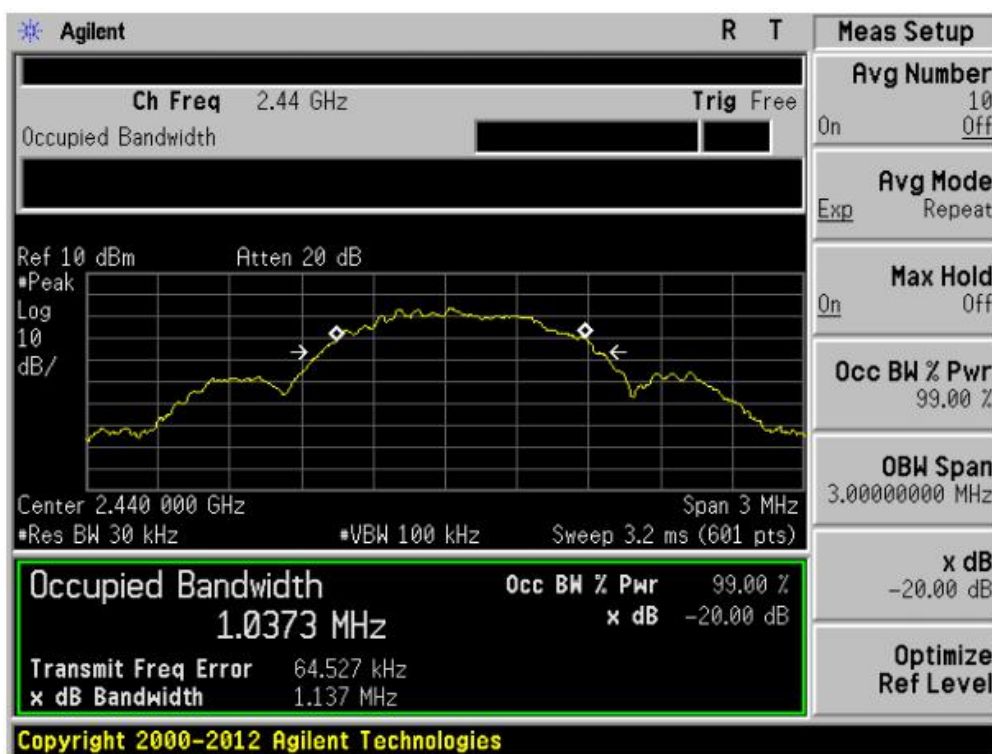 Agilent R T
Ch Freq 2.44 GHz Trig Free
Occupied Bandwidth
Ref 10 dBm Atten 20 dB
#Peak
Log
10
dB/
Center 2.440 000 GHz Span 3 MHz
#Res BW 30 kHz #VBW 100 kHz Sweep 3.2 ms (601 pts)
Occupied Bandwidth Occ BW % Pwr 99.00 %
1.0373 MHz x dB -20.00 dB
Transmit Freq Error 64.527 kHz
x dB Bandwidth 1.137 MHz
Copyright 2000-2012 Agilent Technologies
Meas Setup
Avg Number
10
On Off
Avg Mode
Exp Repeat
Max Hold
On Off
Occ BW % Pwr
99.00 %
OBW Span
3.00000000 MHz
x dB
-20.00 dB
Optimize
Ref Level